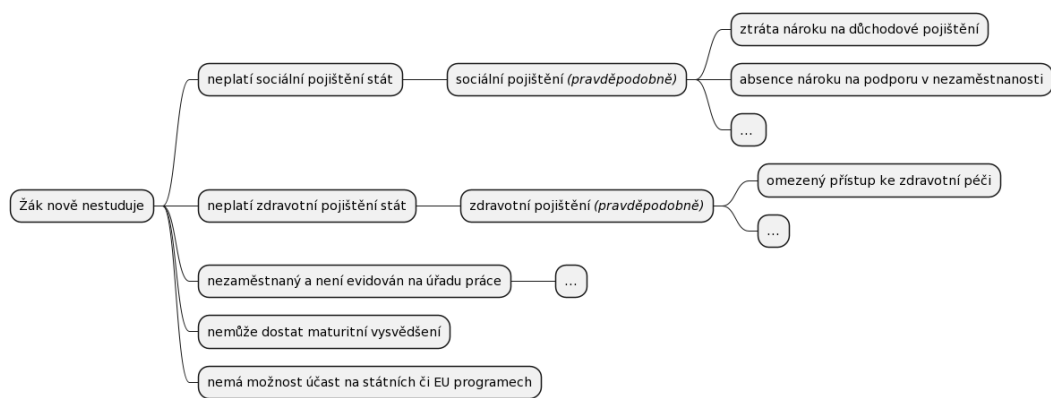 ztráta nároku na důchodové pojištění
neplatí sociální pojištění stát
sociální pojištění (pravděpodobně)
absence nároku na podporu v nezaměstnanosti
...
Žák nově nestuduje
neplatí zdravotní pojištění stát
zdravotní pojištění (pravděpodobně)
omezený přístup ke zdravotní péči
...
nezaměstnaný a není evidován na úřadu práce
...
nemůže dostat maturitní vysvědšení
nemá možnost účast na státních či EU programech